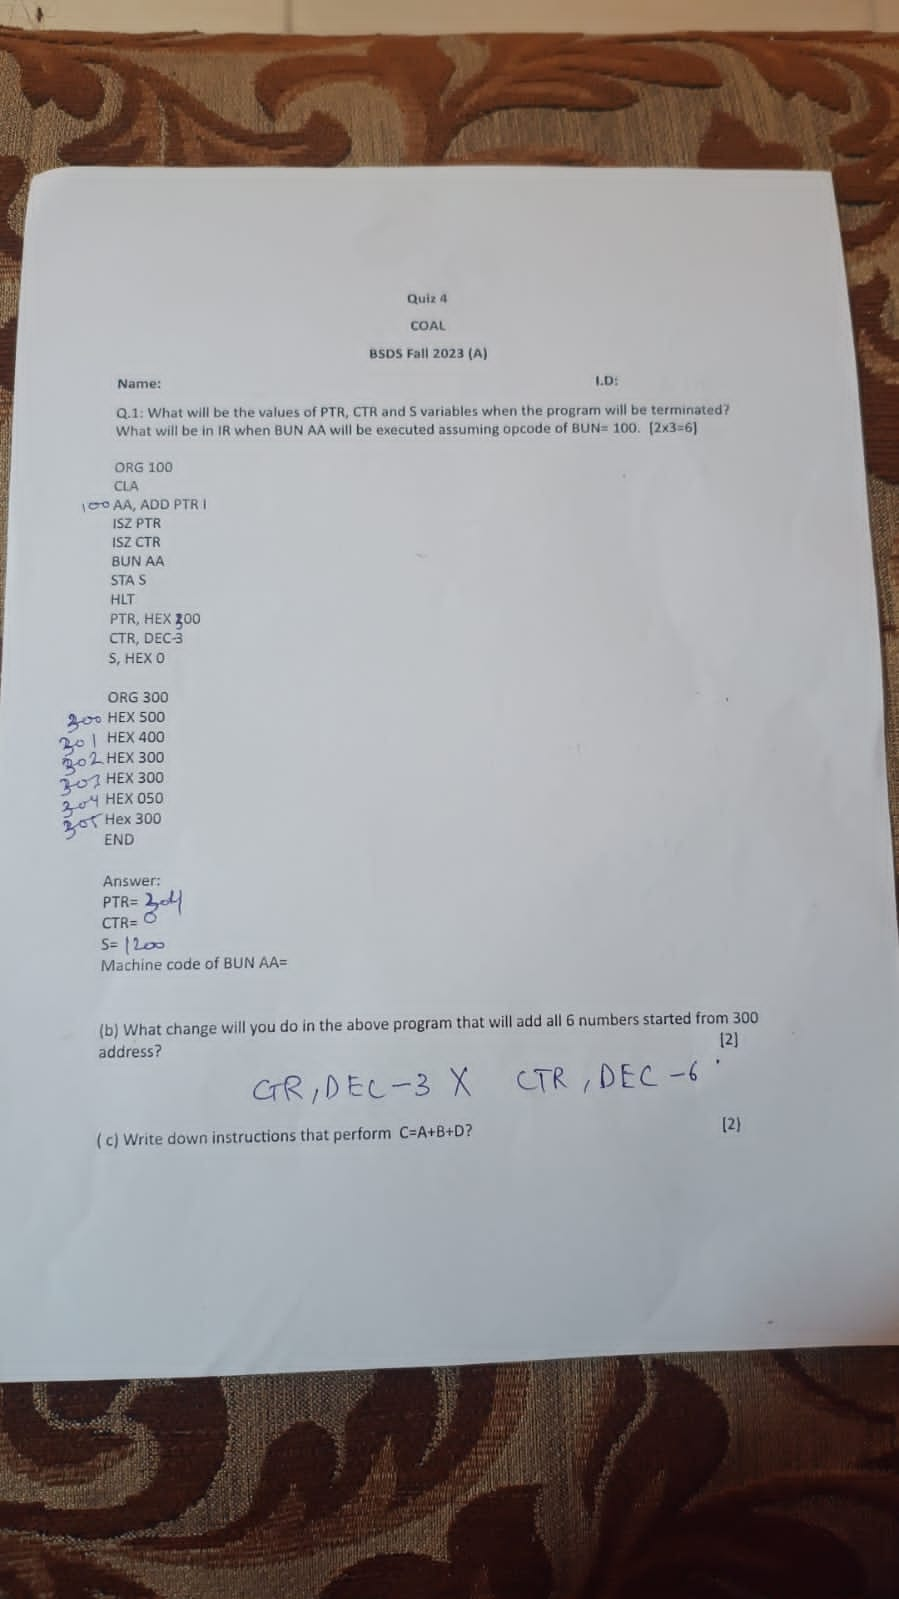 Quiz 4
COAL
BSDS Fall 2023 (A)
Name: I.D:
Q.1: What will be the values of PTR, CTR and S variables when the program will be terminated?
What will be in IR when BUN AA will be executed assuming opcode of BUN= 100. [2x3=6]
ORG 100
CLA
100 AA, ADD PTR I
ISZ PTR
ISZ CTR
BUN AA
STA S
HLT
PTR, HEX 300
CTR, DEC-3
S, HEX 0
ORG 300
300 HEX 500
301 HEX 400
302 HEX 300
303 HEX 300
304 HEX 050
305 Hex 300
END
Answer:
PTR= 304
CTR= 0
S= 1200
Machine code of BUN AA=
(b) What change will you do in the above program that will add all 6 numbers started from 300
address? [2]
CTR, DEC-3 X CTR, DEC-6
( c) Write down instructions that perform C=A+B+D? [2]